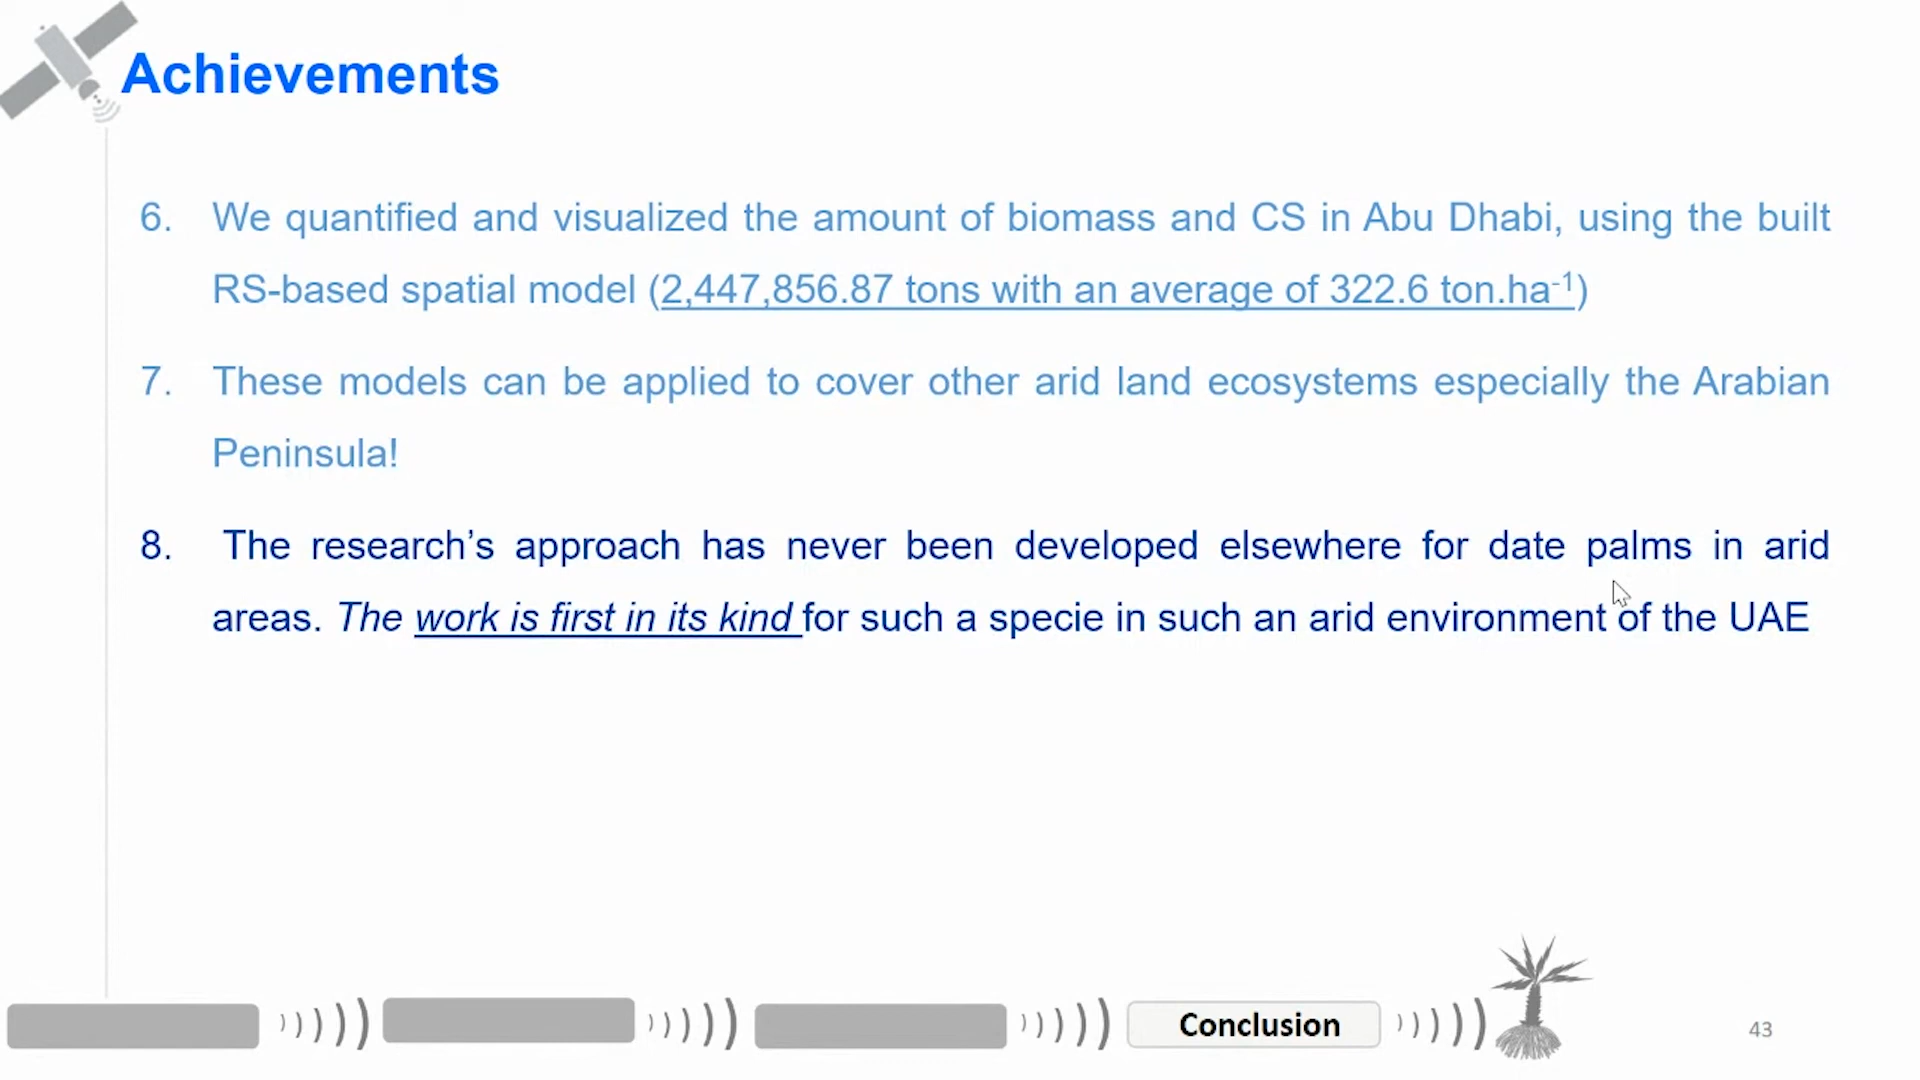 Achievements
6. We quantified and visualized the amount of biomass and CS in Abu Dhabi, using the built
RS-based spatial model (2,447,856.87 tons with an average of 322.6 ton.ha⁻¹)
7. These models can be applied to cover other arid land ecosystems especially the Arabian
Peninsula!
8. The research’s approach has never been developed elsewhere for date palms in arid
areas. The work is first in its kind for such a specie in such an arid environment of the UAE
Conclusion
43